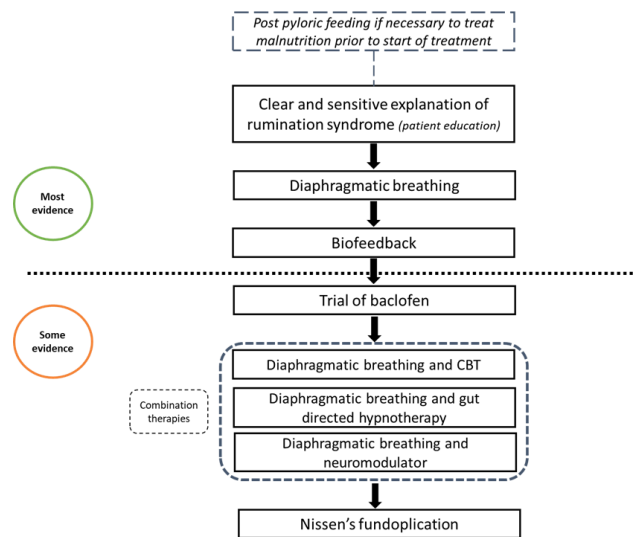 Post pyloric feeding if necessary to treat
malnutrition prior to start of treatment
Clear and sensitive explanation of
rumination syndrome (patient education)
Most
evidence
Diaphragmatic breathing
Biofeedback
Trial of baclofen
Some
evidence
Diaphragmatic breathing and CBT
Combination
therapies
Diaphragmatic breathing and gut
directed hypnotherapy
Diaphragmatic breathing and
neuromodulator
Nissen's fundoplication